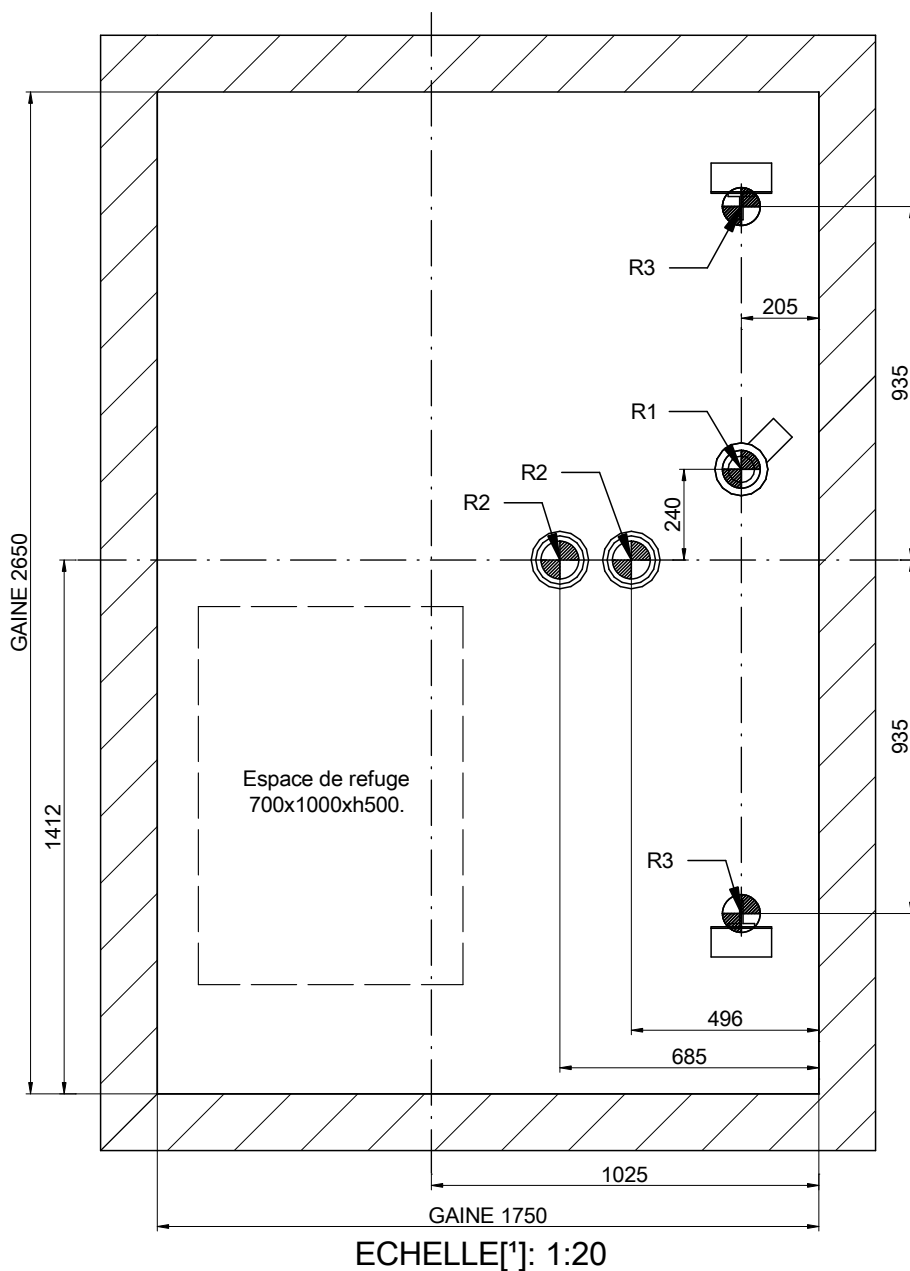 R3
205
935
R1
R2
R2
240
GAINE 2650
Espace de refuge
700x1000xh500.
1412
935
R3
496
685
1025
GAINE 1750
ECHELLE[¹]: 1:20